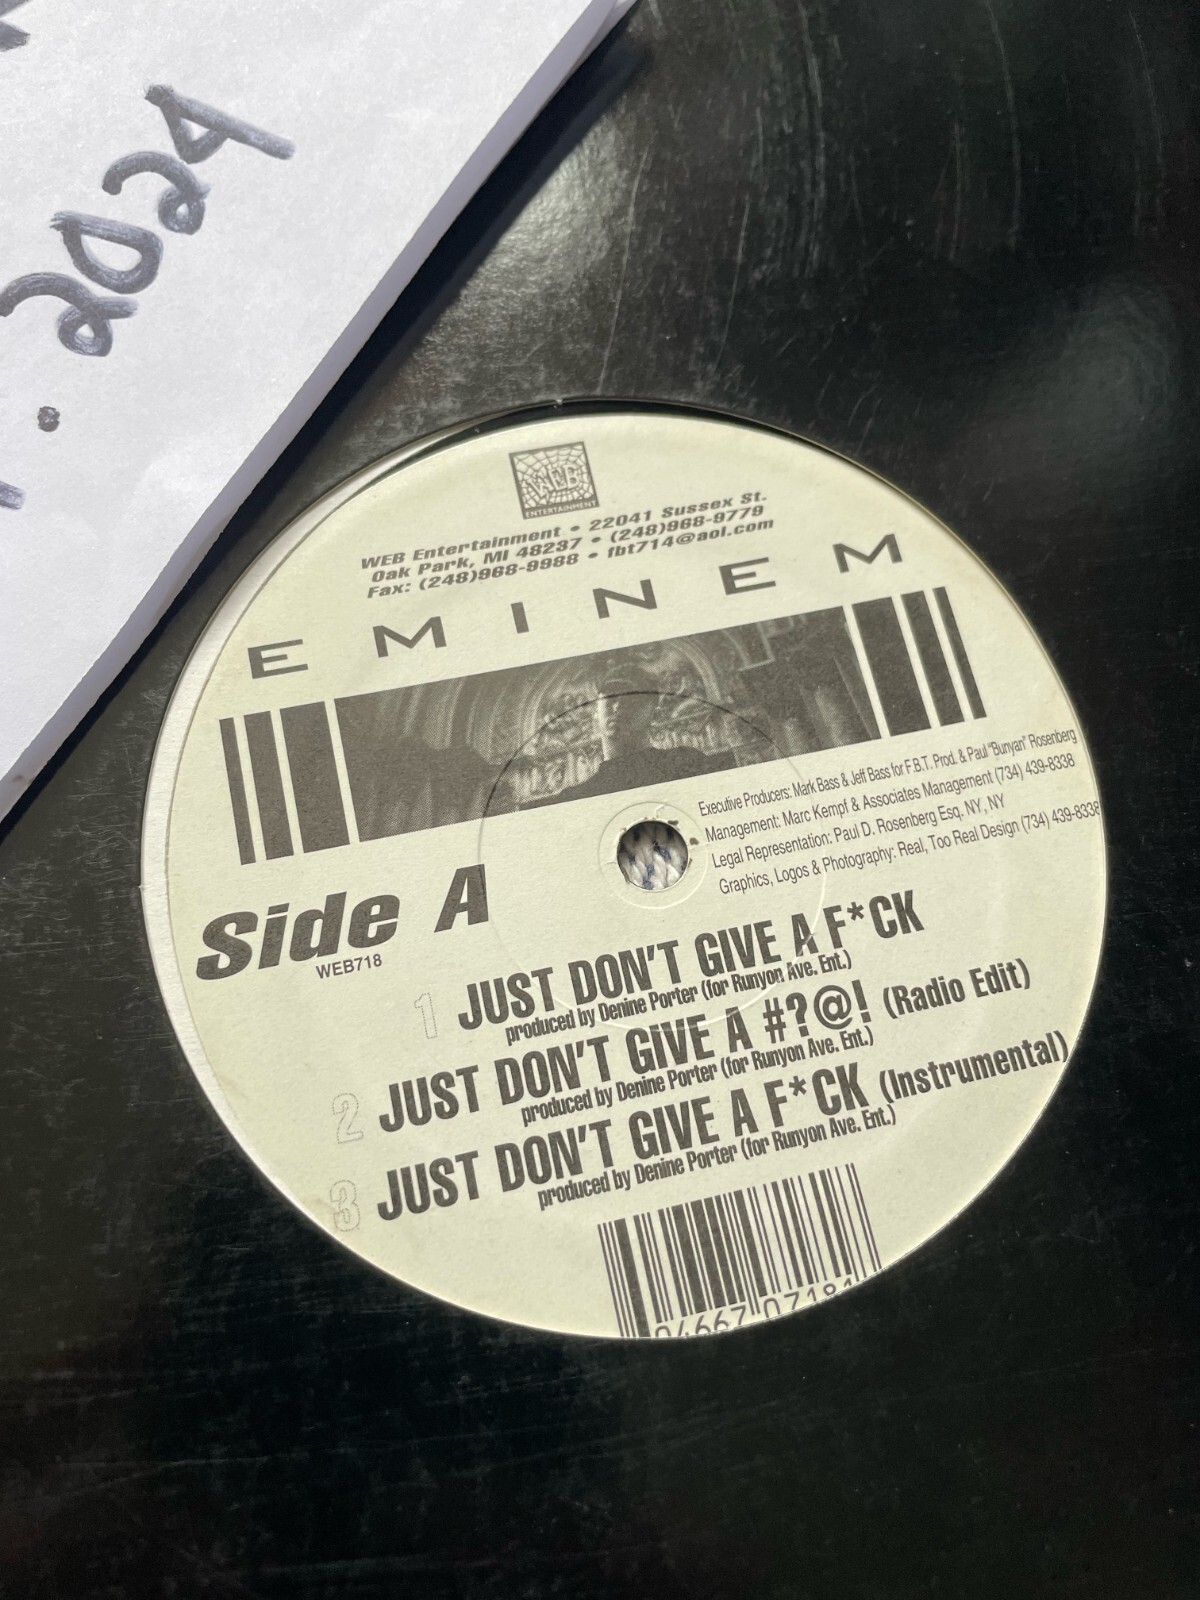 2024
WEB
ENTERTAINMENT
WEB Entertainment • 22041 Sussex St.
Oak Park, MI 48237 • (248)968-9779
Fax: (248)968-9988 • fbt714@aol.com
EMINEM
Executive Producers: Mark Bass & Jeff Bass for F.B.T. Prod. & Paul "Bunyan" Rosenberg
Management: Marc Kempf & Associates Management (734) 439-8338
Legal Representation: Paul D. Rosenberg Esq. NY, NY
Graphics, Logos & Photography: Real, Too Real Design (734) 439-8338
Side A
WEB718
1 JUST DON'T GIVE A F*CK
produced by Denine Porter (for Runyon Ave. Ent.)
2 JUST DON'T GIVE A #?@! (Radio Edit)
produced by Denine Porter (for Runyon Ave. Ent.)
3 JUST DON'T GIVE A F*CK (Instrumental)
produced by Denine Porter (for Runyon Ave. Ent.)
04667 07181